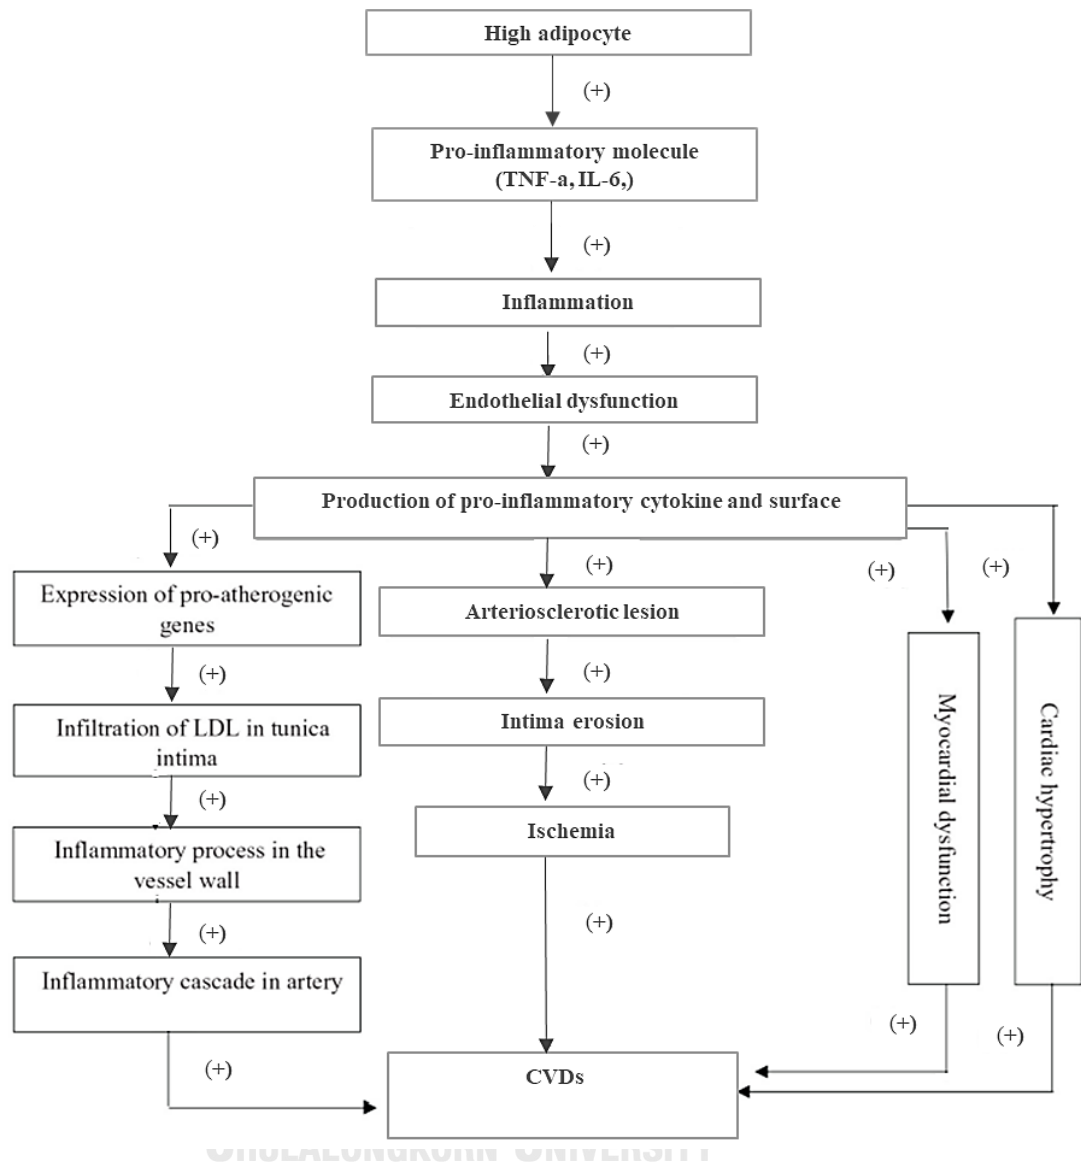 High adipocyte
(+)
Pro-inflammatory molecule
(TNF-a, IL-6,)
(+)
Inflammation
(+)
Endothelial dysfunction
(+)
Production of pro-inflammatory cytokine and surface
(+)
(+)
(+)
(+)
Expression of pro-atherogenic
genes
(+)
Infiltration of LDL in tunica
intima
(+)
Inflammatory process in the
vessel wall
(+)
Inflammatory cascade in artery
(+)
Arteriosclerotic lesion
(+)
Intima erosion
(+)
Ischemia
(+)
Myocardial dysfunction
(+)
Cardiac hypertrophy
(+)
CVDs
CHULALONGKORN UNIVERSITY